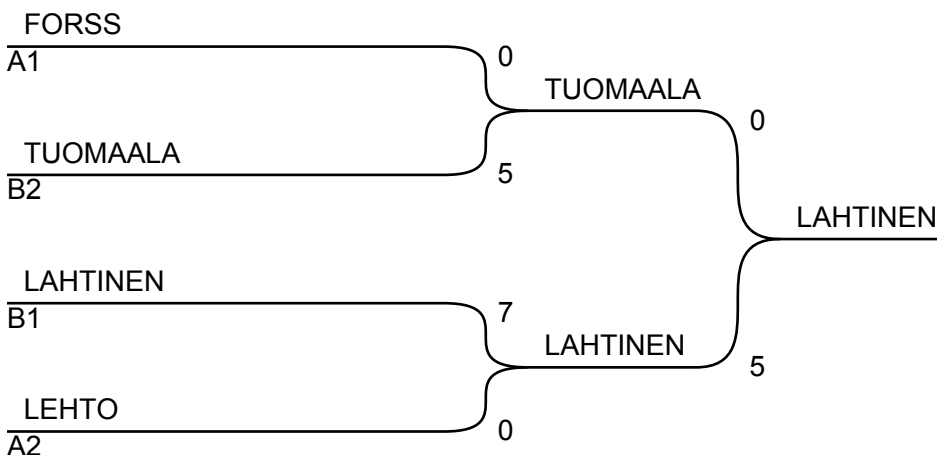 FORSS
A1
0
TUOMAALA
0
TUOMAALA
B2
5
LAHTINEN
LAHTINEN
B1
7
LAHTINEN
5
LEHTO
A2
0